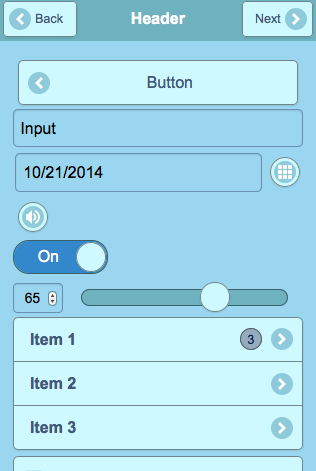 Back Header Next
Button
Input
10/21/2014
On
65
Item 1 3
Item 2
Item 3